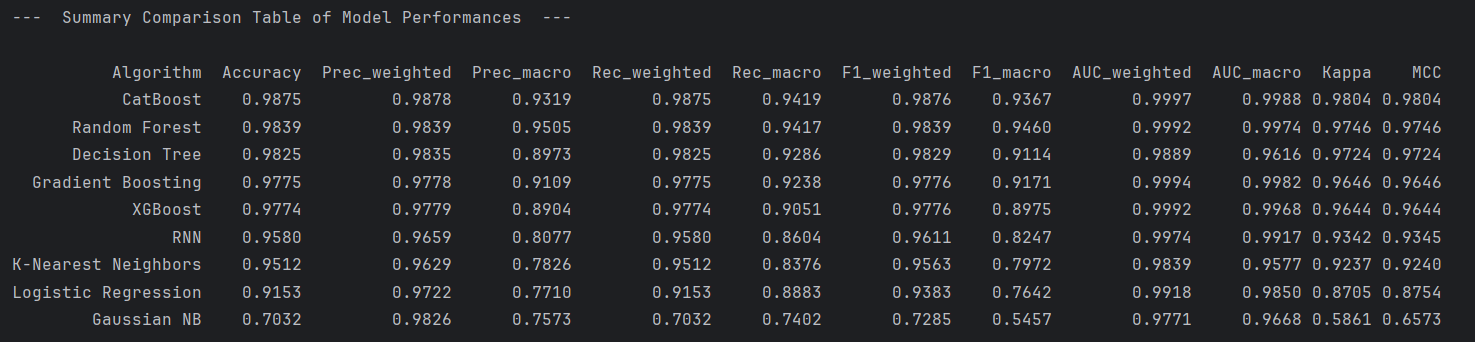 ---  Summary Comparison Table of Model Performances  ---
Algorithm Accuracy Prec_weighted Prec_macro Rec_weighted Rec_macro F1_weighted F1_macro AUC_weighted AUC_macro Kappa MCC
CatBoost 0.9875 0.9878 0.9319 0.9875 0.9419 0.9876 0.9367 0.9997 0.9988 0.9804 0.9804
Random Forest 0.9839 0.9839 0.9505 0.9839 0.9417 0.9839 0.9460 0.9992 0.9974 0.9746 0.9746
Decision Tree 0.9825 0.9835 0.8973 0.9825 0.9286 0.9829 0.9114 0.9889 0.9616 0.9724 0.9724
Gradient Boosting 0.9775 0.9778 0.9109 0.9775 0.9238 0.9776 0.9171 0.9994 0.9982 0.9646 0.9646
XGBoost 0.9774 0.9779 0.8904 0.9774 0.9051 0.9776 0.8975 0.9992 0.9968 0.9644 0.9644
RNN 0.9580 0.9659 0.8077 0.9580 0.8604 0.9611 0.8247 0.9974 0.9917 0.9342 0.9345
K-Nearest Neighbors 0.9512 0.9629 0.7826 0.9512 0.8376 0.9563 0.7972 0.9839 0.9577 0.9237 0.9240
Logistic Regression 0.9153 0.9722 0.7710 0.9153 0.8883 0.9383 0.7642 0.9918 0.9850 0.8705 0.8754
Gaussian NB 0.7032 0.9826 0.7573 0.7032 0.7402 0.7285 0.5457 0.9771 0.9668 0.5861 0.6573